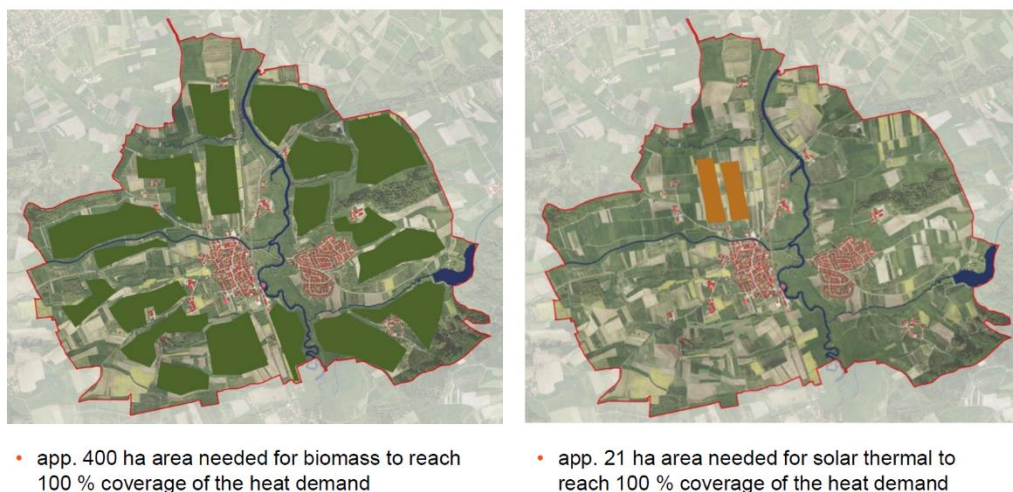 • app. 400 ha area needed for biomass to reach
100 % coverage of the heat demand
• app. 21 ha area needed for solar thermal to
reach 100 % coverage of the heat demand